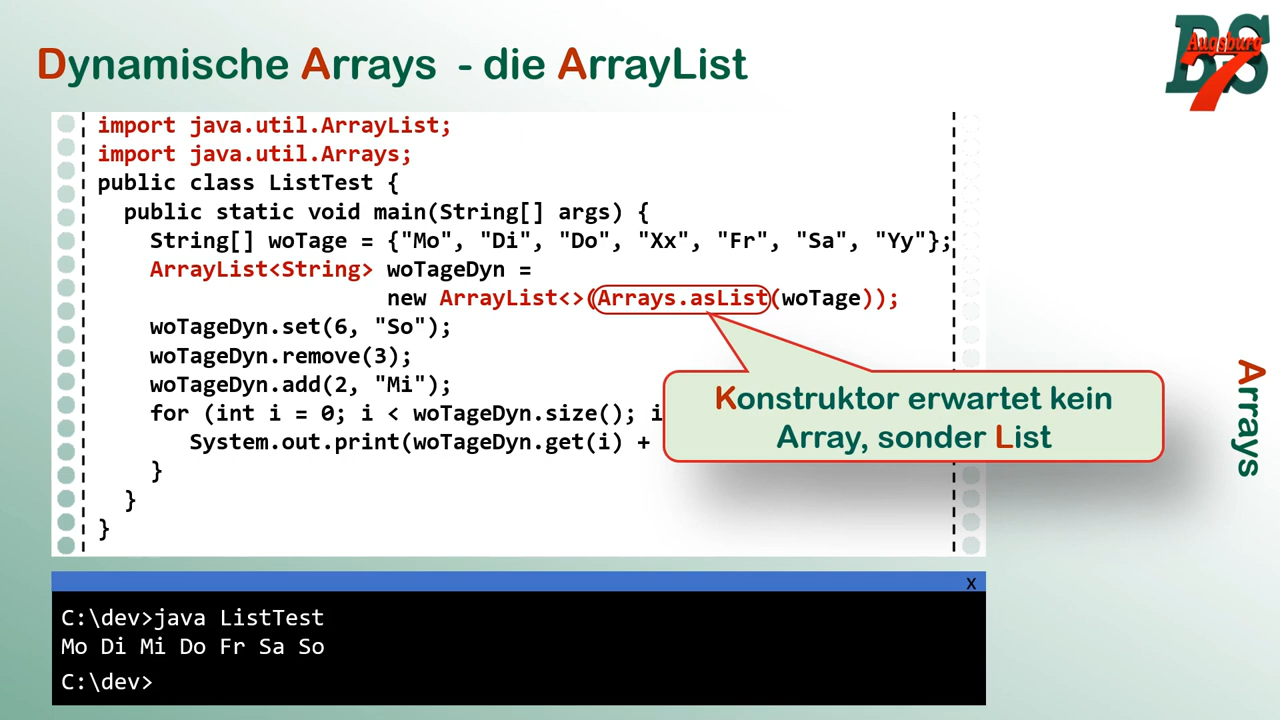 Dynamische Arrays - die ArrayList
BS
Augsburg
7
import java.util.ArrayList;
import java.util.Arrays;
public class ListTest {
public static void main(String[] args) {
String[] woTage = {"Mo", "Di", "Do", "Xx", "Fr", "Sa", "Yy"};
ArrayList<String> woTageDyn =
new ArrayList<>(Arrays.asList(woTage));
woTageDyn.set(6, "So");
woTageDyn.remove(3);
woTageDyn.add(2, "Mi");
for (int i = 0; i < woTageDyn.size(); i
System.out.print(woTageDyn.get(i) +
}
}
}
Konstruktor erwartet kein
Array, sonder List
Arrays
x
C:\dev>java ListTest
Mo Di Mi Do Fr Sa So
C:\dev>